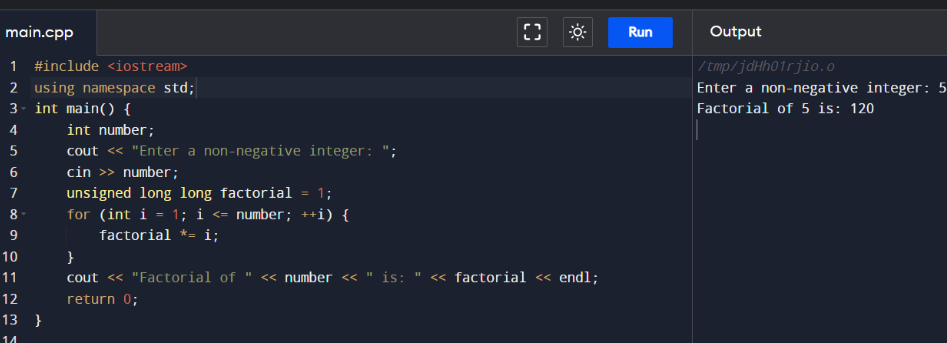 main.cpp
Run
Output
1 #include <iostream>
2 using namespace std;
3 int main() {
4     int number;
5     cout << "Enter a non-negative integer: ";
6     cin >> number;
7     unsigned long long factorial = 1;
8     for (int i = 1; i <= number; ++i) {
9         factorial *= i;
10     }
11     cout << "Factorial of " << number << " is: " << factorial << endl;
12     return 0;
13 }
14
/tmp/jdHh01rjio.o
Enter a non-negative integer: 5
Factorial of 5 is: 120